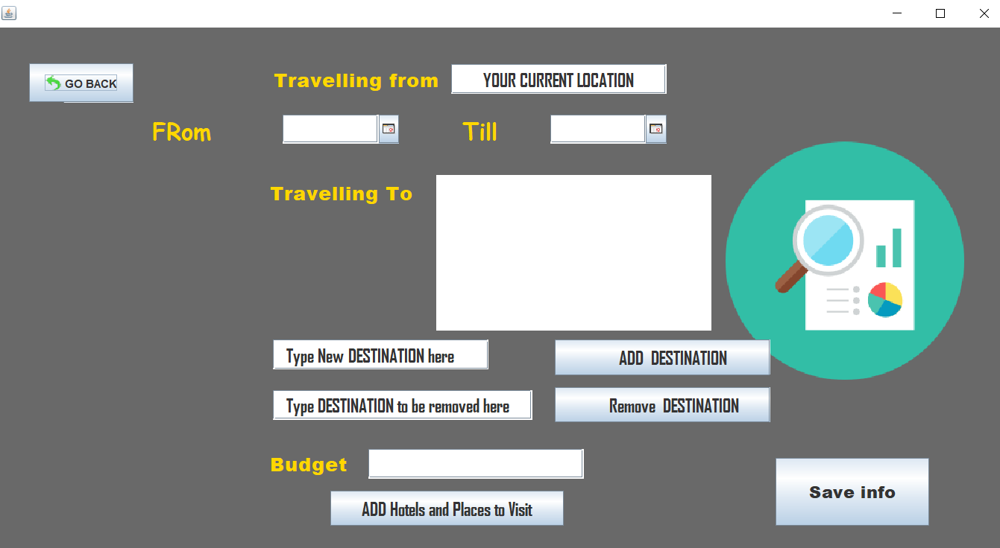 GO BACK
Travelling from
YOUR CURRENT LOCATION
FRom
Till
Travelling To
Type New DESTINATION here
ADD DESTINATION
Type DESTINATION to be removed here
Remove DESTINATION
Budget
Save info
ADD Hotels and Places to Visit